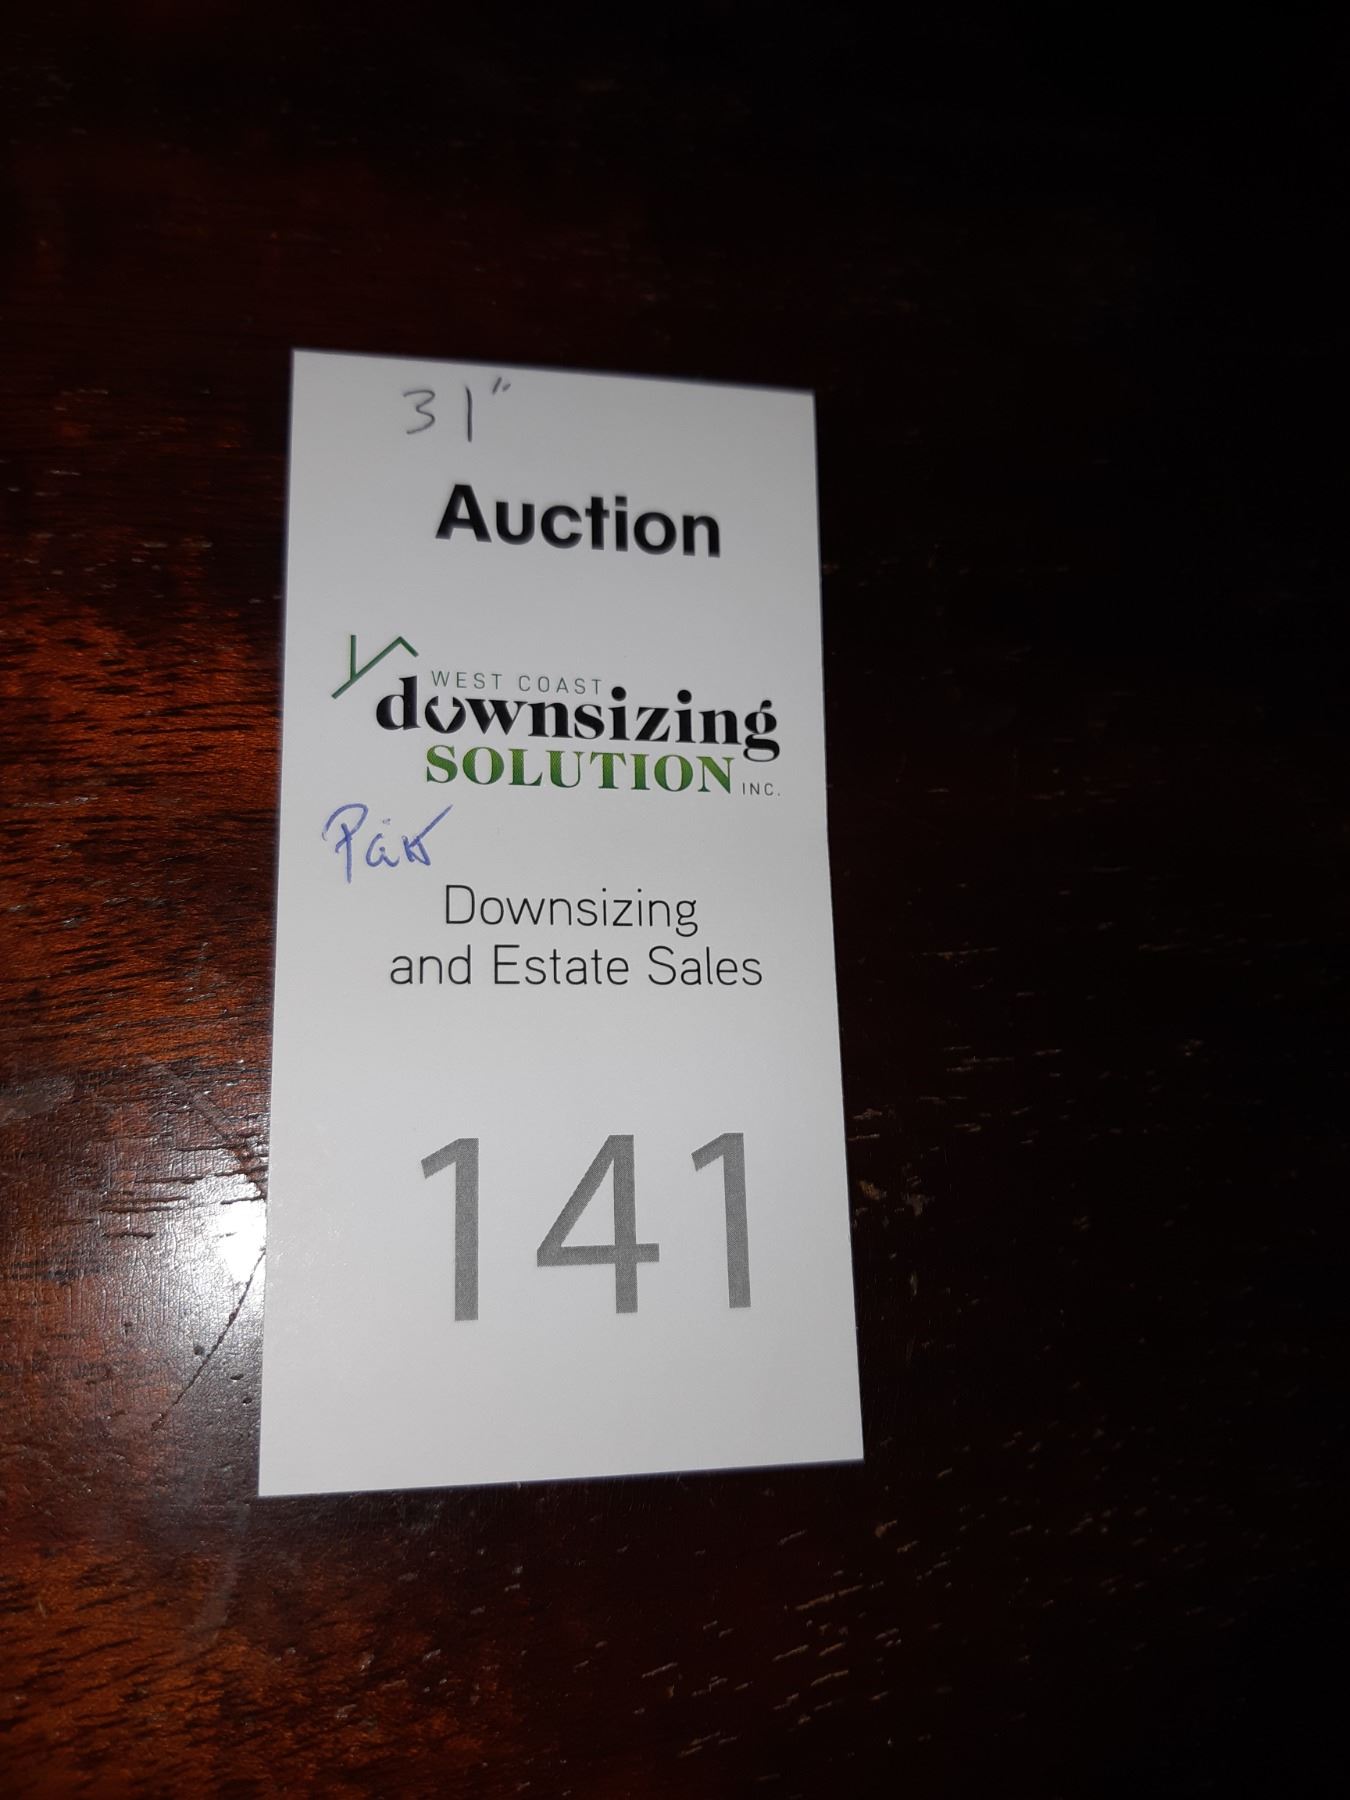 31"
Auction
WEST COAST
downsizing
SOLUTION INC.
Pair
Downsizing
and Estate Sales
141